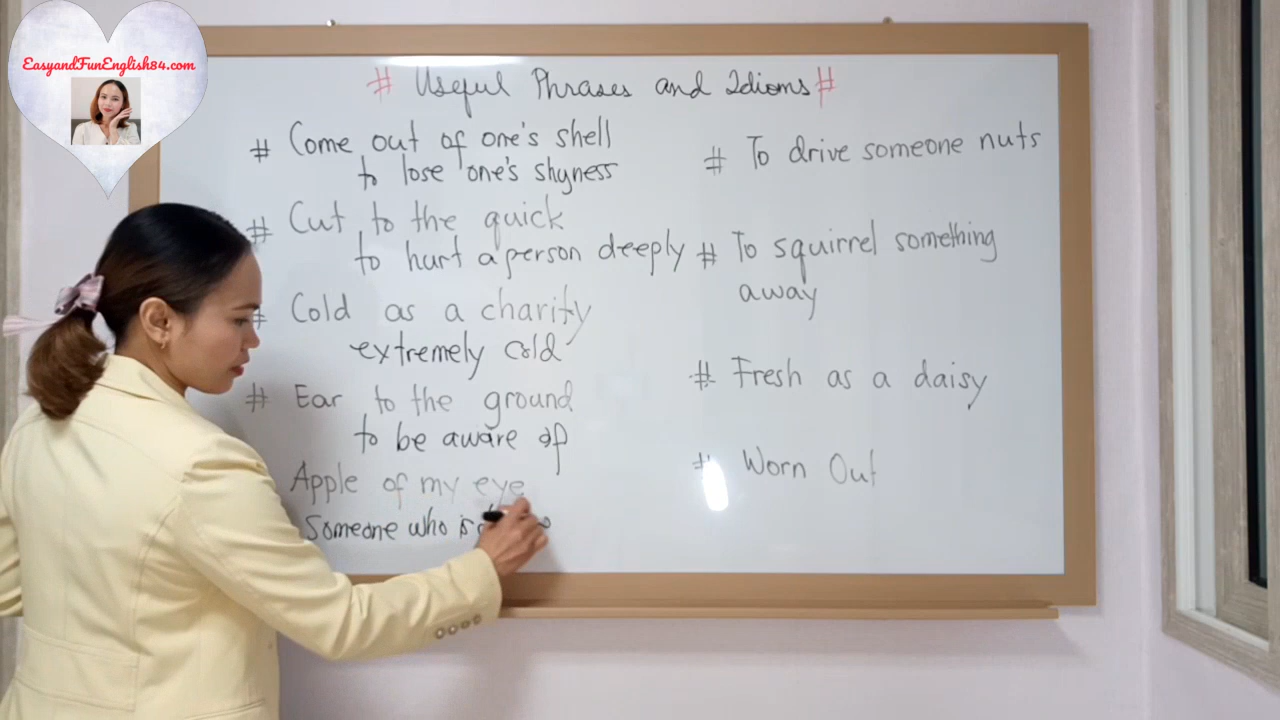 EasyandFunEnglish84.com
# Useful Phrases and Idioms #
# Come out of one's shell
to lose one's shyness
# Cut to the quick
to hurt a person deeply
# Cold as a charity
extremely cold
# Ear to the ground
to be aware of
Apple of my eye
Someone who is
# To drive someone nuts
# To squirrel something
away
# Fresh as a daisy
# Worn Out